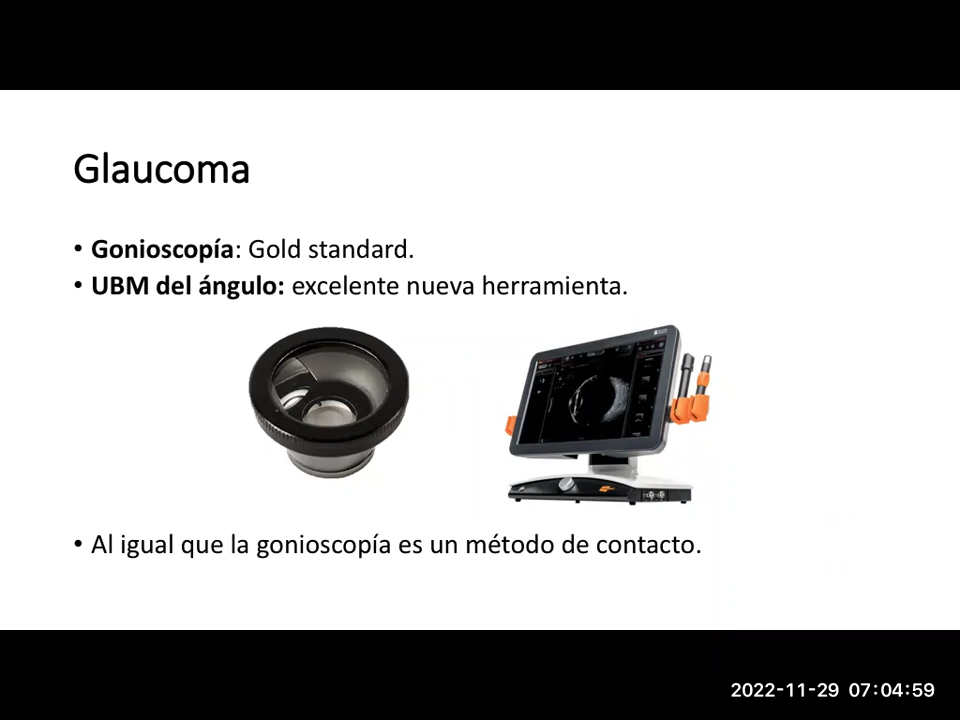 Glaucoma
• Gonioscopía: Gold standard.
• UBM del ángulo: excelente nueva herramienta.
• Al igual que la gonioscopía es un método de contacto.
2022-11-29 07:04:59